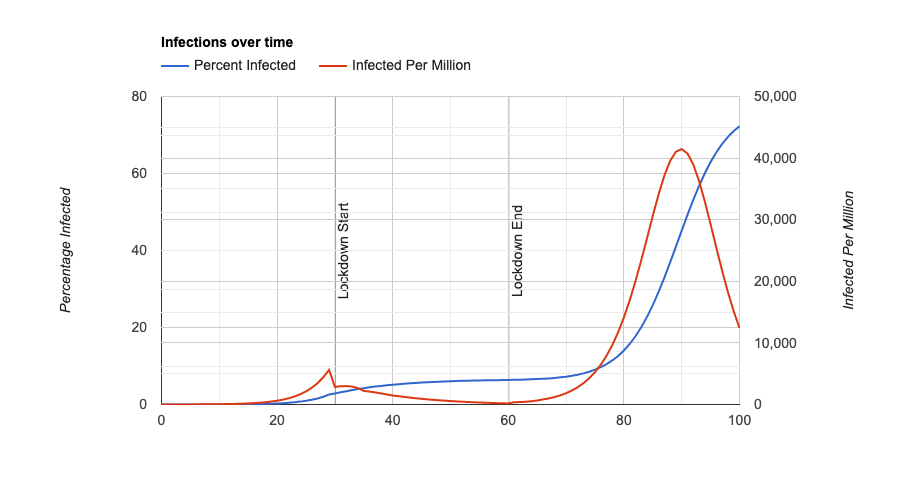 Infections over time
Percent Infected
Infected Per Million
80
60
40
20
0
Percentage Infected
50,000
40,000
30,000
20,000
10,000
0
Infected Per Million
Lockdown Start
Lockdown End
0
20
40
60
80
100